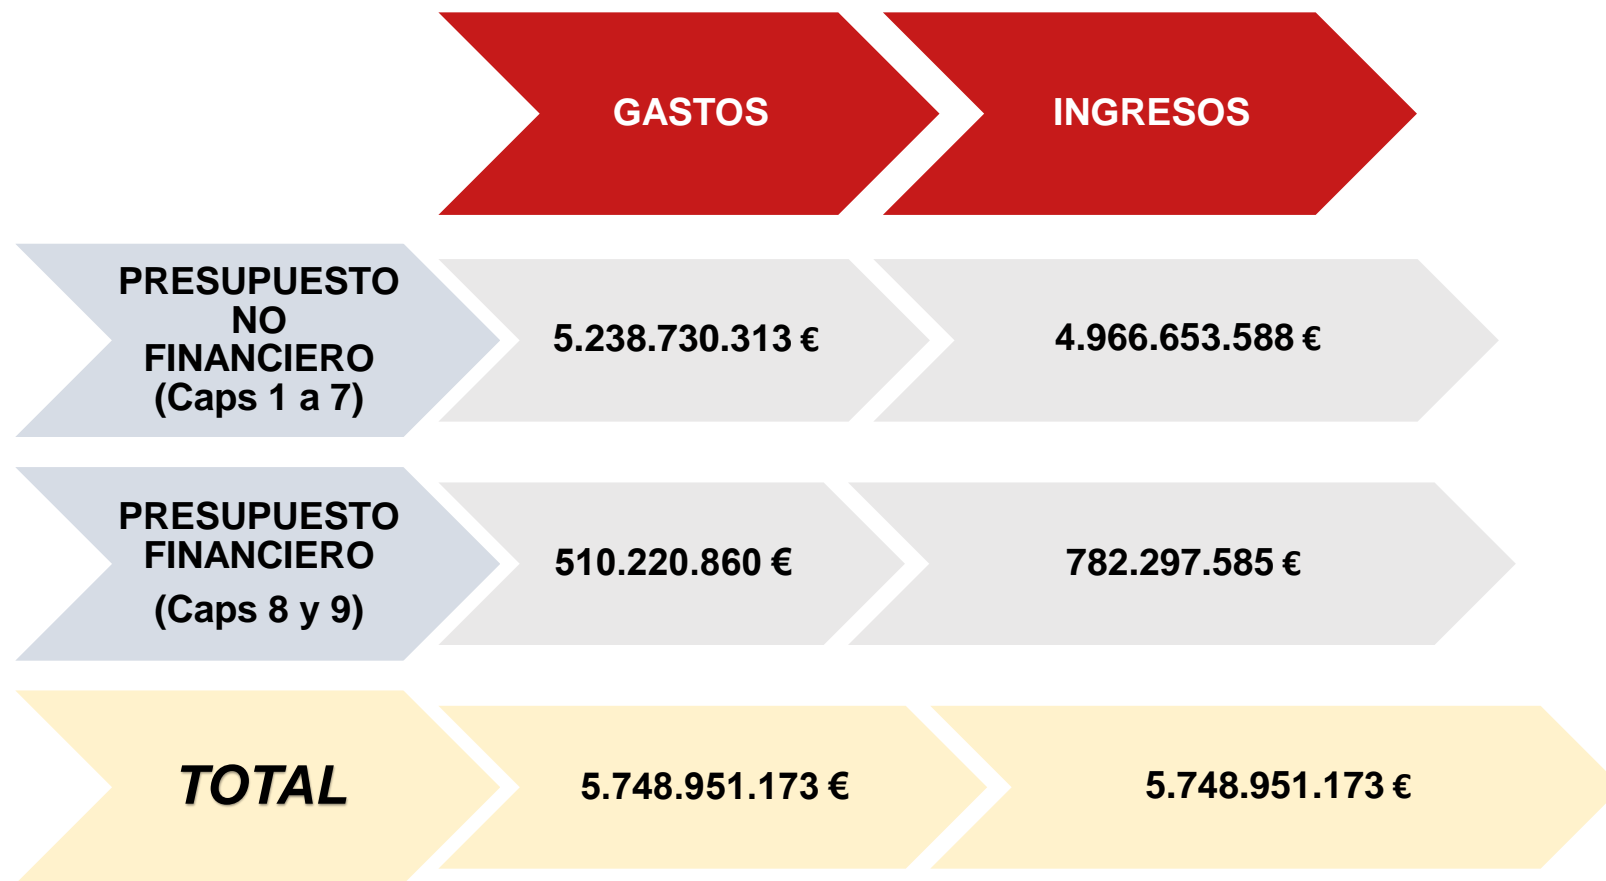 GASTOS
INGRESOS
PRESUPUESTO
NO
FINANCIERO
(Caps 1 a 7)
5.238.730.313 €
4.966.653.588 €
PRESUPUESTO
FINANCIERO
(Caps 8 y 9)
510.220.860 €
782.297.585 €
TOTAL
5.748.951.173 €
5.748.951.173 €